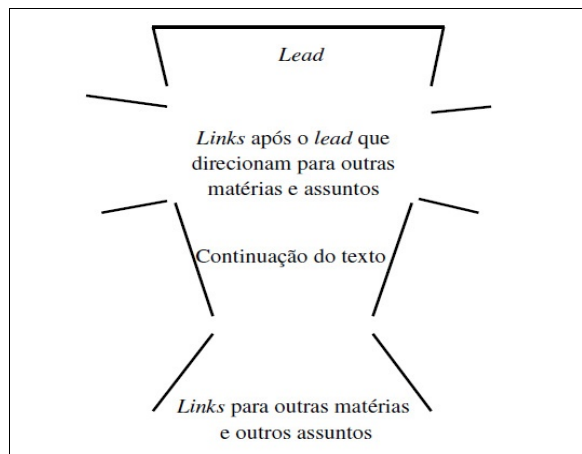 Lead
Links após o lead que
direcionam para outras
matérias e assuntos
Continuação do texto
Links para outras matérias
e outros assuntos